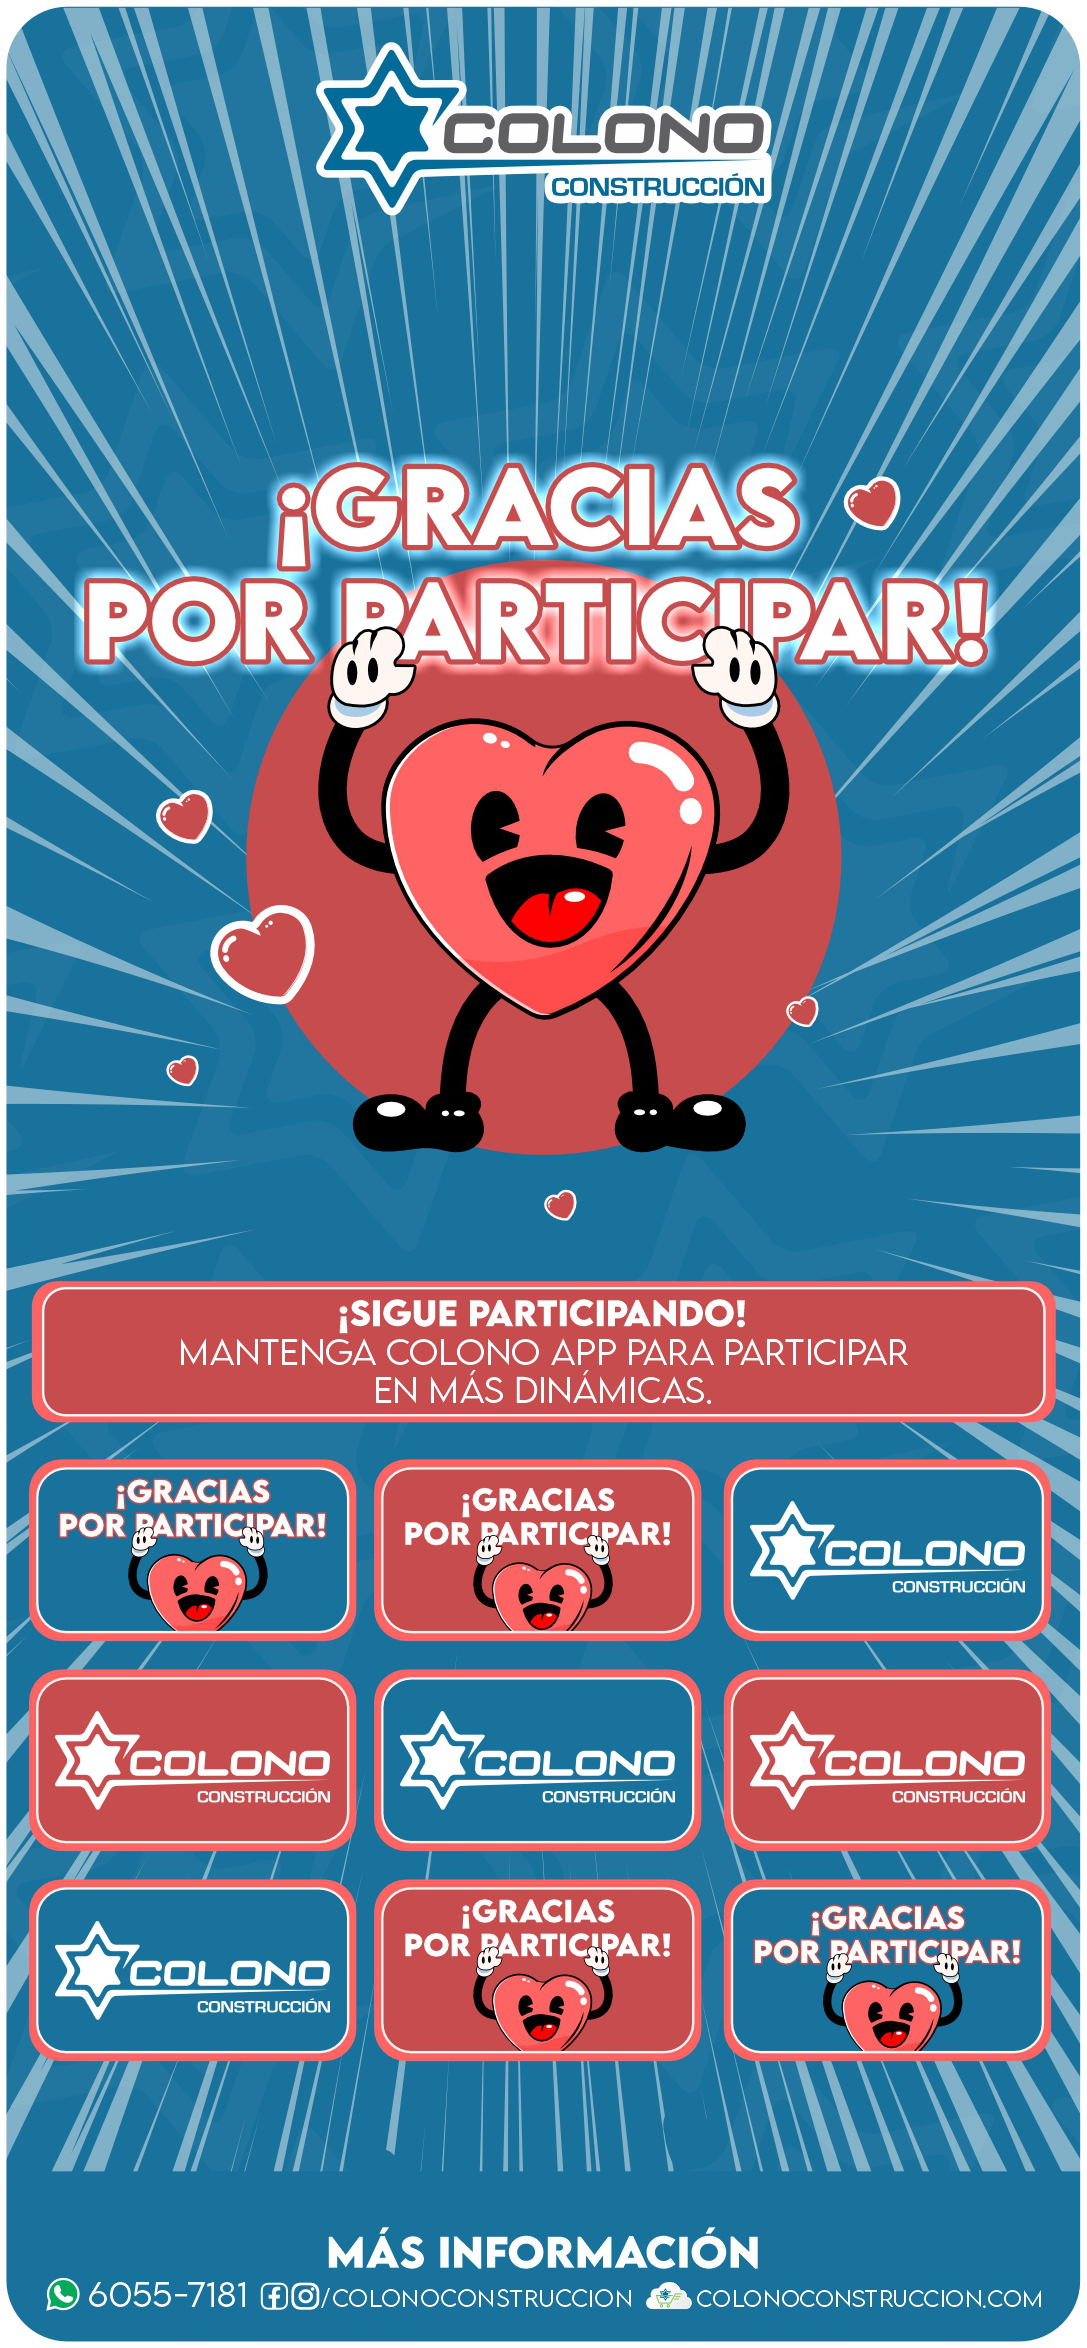 COLONO
CONSTRUCCIÓN
¡GRACIAS
POR PARTICIPAR!
¡SIGUE PARTICIPANDO!
MANTENGA COLONO APP PARA PARTICIPAR
EN MÁS DINÁMICAS.
¡GRACIAS
POR PARTICIPAR!
¡GRACIAS
POR PARTICIPAR!
COLONO
CONSTRUCCIÓN
COLONO
CONSTRUCCIÓN
COLONO
CONSTRUCCIÓN
COLONO
CONSTRUCCIÓN
COLONO
CONSTRUCCIÓN
¡GRACIAS
POR PARTICIPAR!
¡GRACIAS
POR PARTICIPAR!
MÁS INFORMACIÓN
6055-7181 /COLONOCONSTRUCCION COLONOCONSTRUCCION.COM